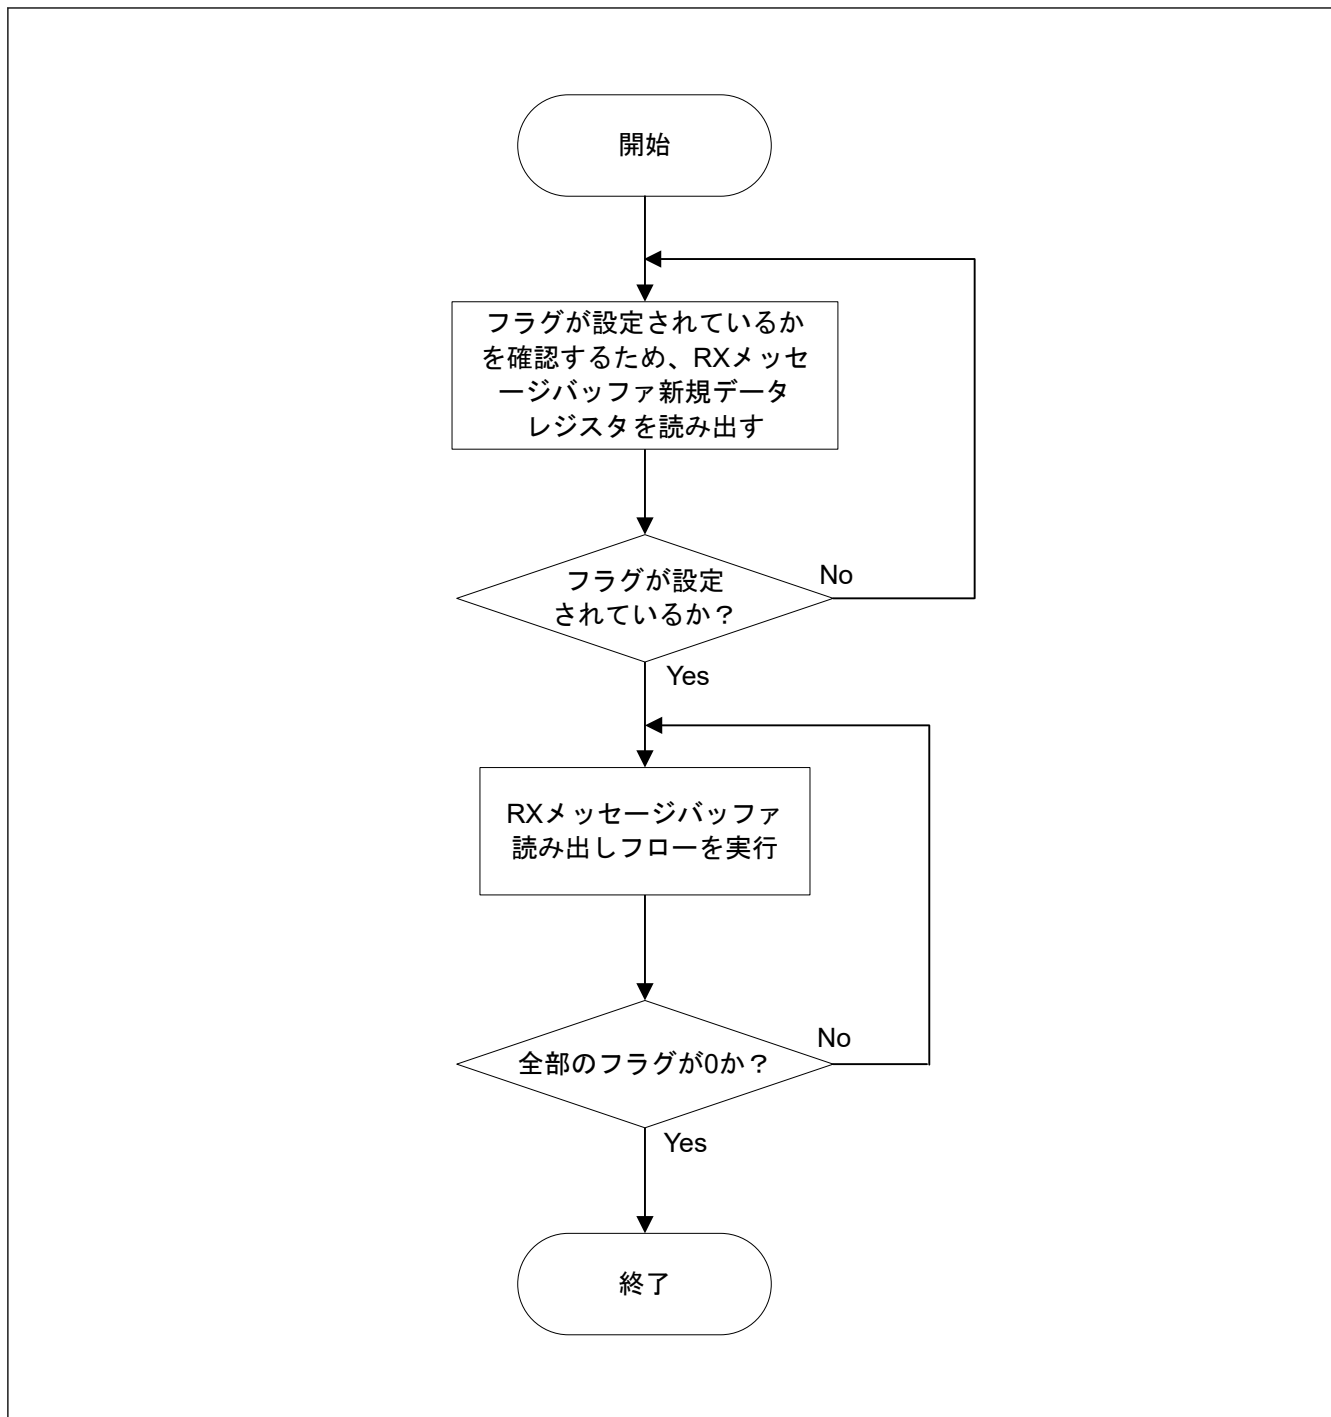 開始
フラグが設定されているか
を確認するため、RXメッセ
ージバッファ新規データ
レジスタを読み出す
フラグが設定
されているか？
No
Yes
RXメッセージバッファ
読み出しフローを実行
全部のフラグが0か？
No
Yes
終了